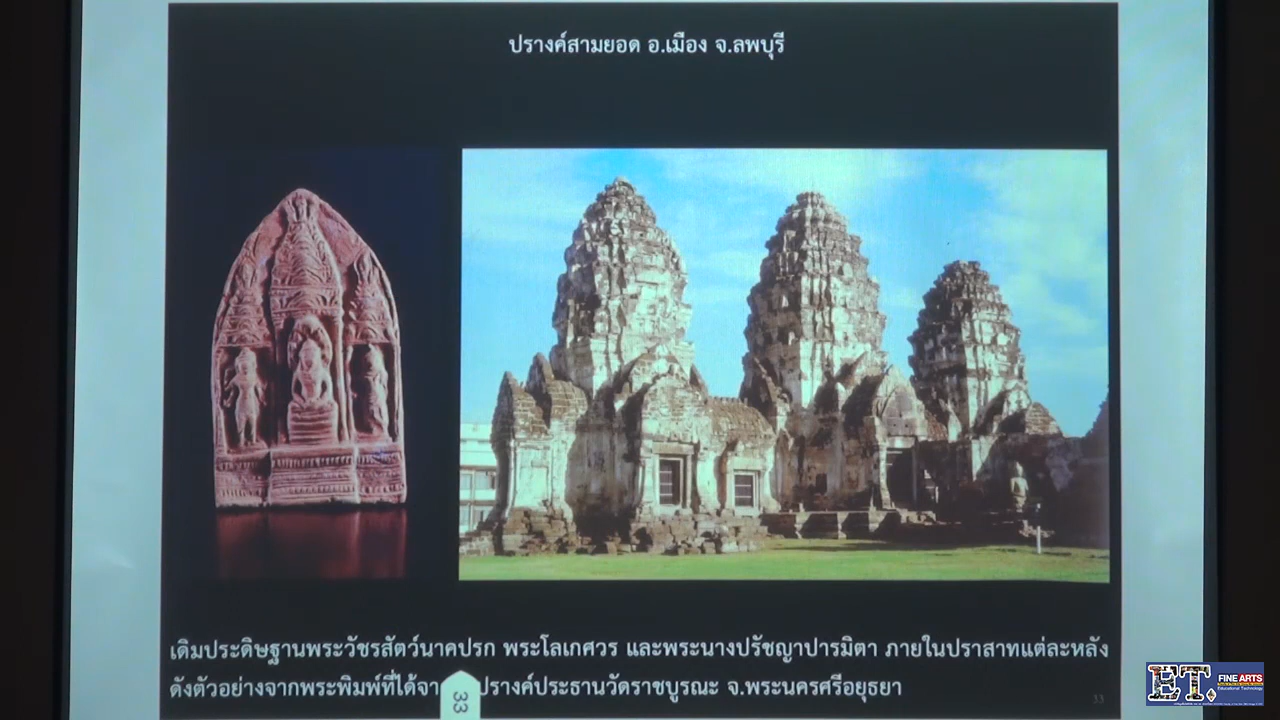 ปรางค์สามยอด อ.เมือง จ.ลพบุรี
เดิมประดิษฐานพระวัชรสัตว์นาคปรก พระโลเกศวร และพระนางปรัชญาปารมิตา ภายในปราสาทแต่ละหลัง
ดังตัวอย่างจากพระพิมพ์ที่ได้จา ปรางค์ประธานวัดราชบูรณะ จ.พระนครศรีอยุธยา
33
33
ET.
FINE ARTS
Educational Technology